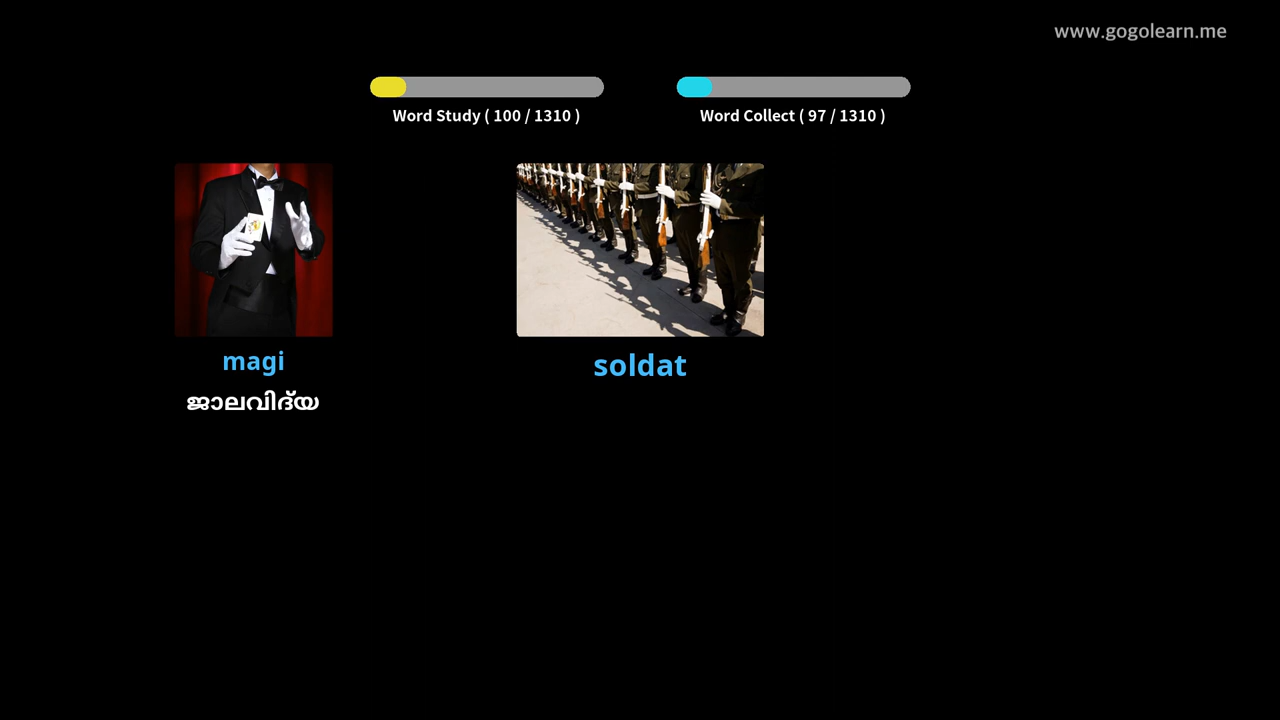 www.gogolearn.me
Word Study ( 100 / 1310 )
Word Collect ( 97 / 1310 )
magi
ജാലവിദ്യ
soldat